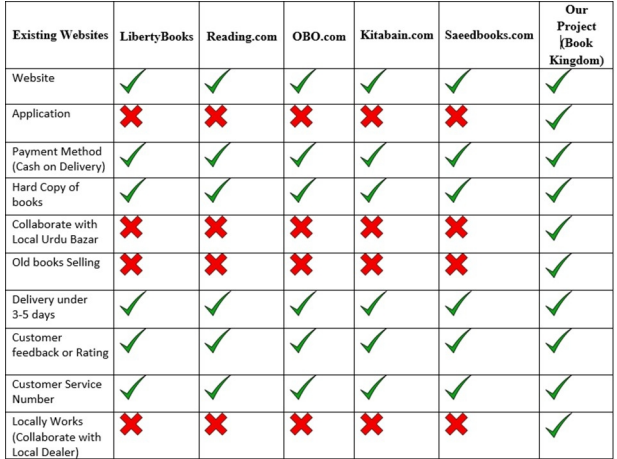 Existing Websites LibertyBooks Reading.com OBO.com Kitabain.com Saeedbooks.com Our
Project
(Book
Kingdom)
Website
Application
Payment Method
(Cash on Delivery)
Hard Copy of
books
Collaborate with
Local Urdu Bazar
Old books Selling
Delivery under
3-5 days
Customer
feedback or Rating
Customer Service
Number
Locally Works
(Collaborate with
Local Dealer)